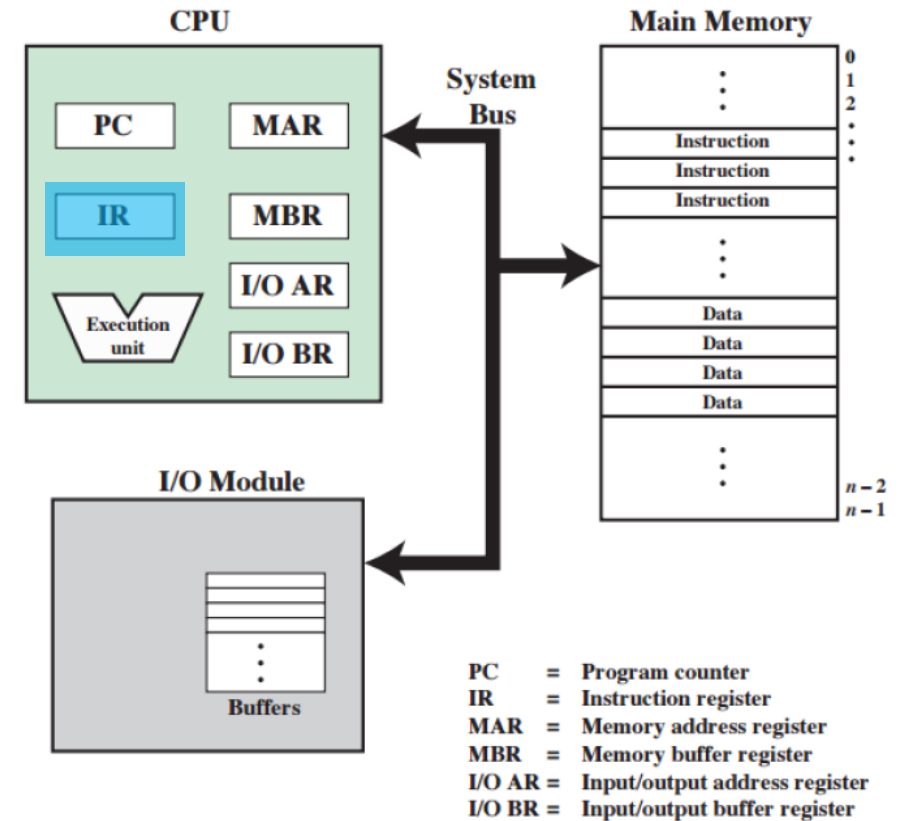 CPU
PC
MAR
IR
MBR
I/O AR
Execution
unit
I/O BR
System
Bus
Main Memory
0
1
2
Instruction
Instruction
Instruction
Data
Data
Data
Data
n – 2
n – 1
I/O Module
Buffers
PC = Program counter
IR = Instruction register
MAR = Memory address register
MBR = Memory buffer register
I/O AR = Input/output address register
I/O BR = Input/output buffer register